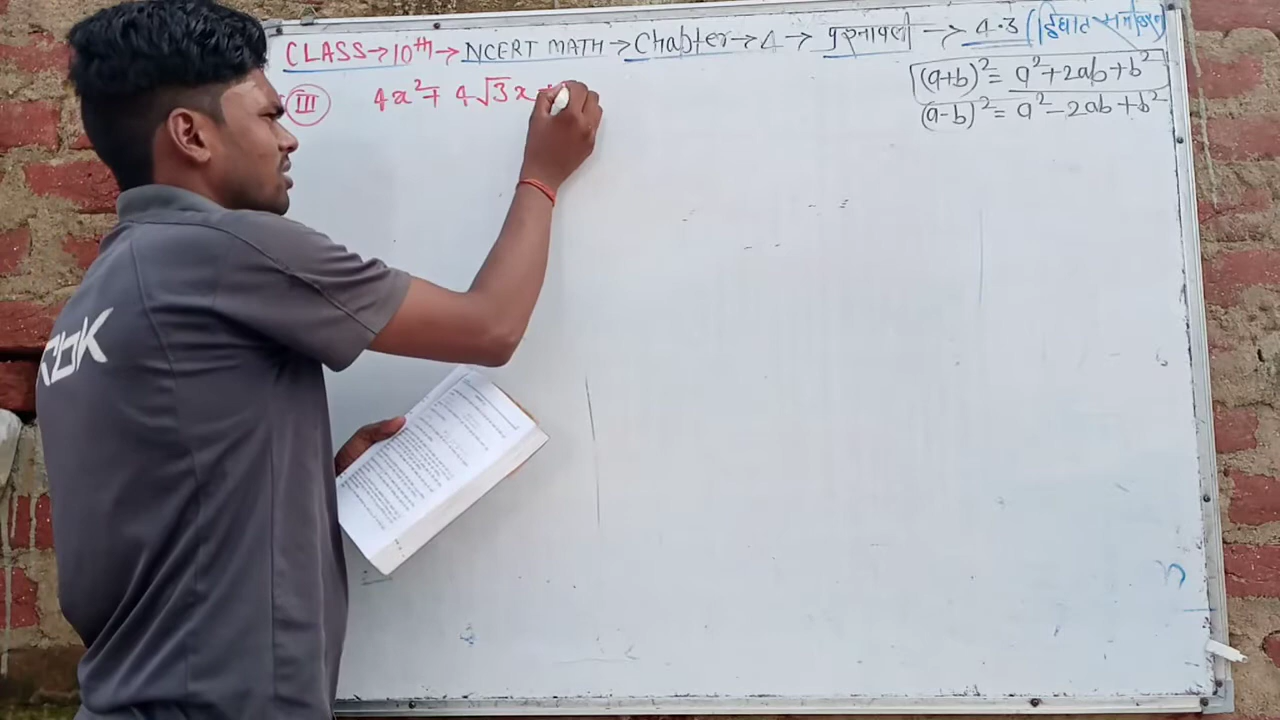 CLASS→10th→NCERT MATH→Chabter→4→ प्रश्नावली →4.3 (द्विघात समीकरण)
(a+b)²= a²+2ab+b²
III 4x²+ 4√3x
(a-b)²= a²-2ab+b²